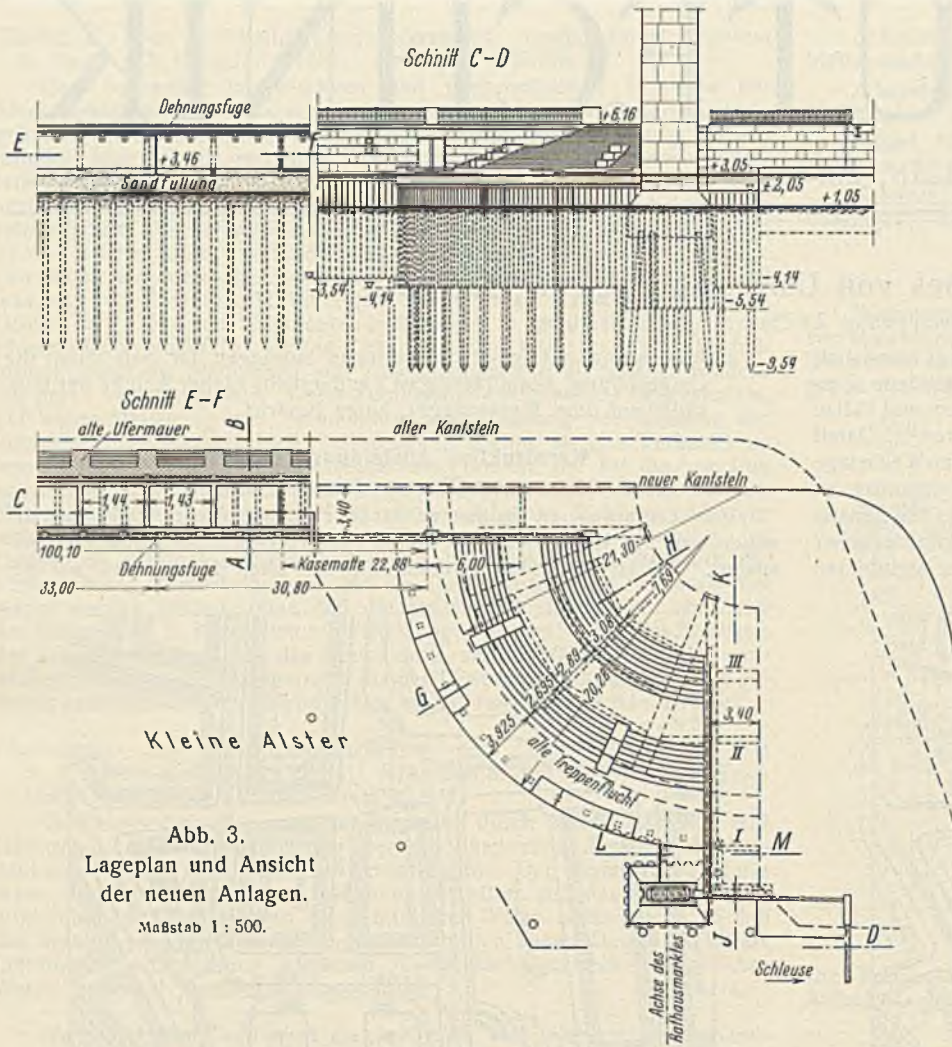 Schnitt C-D
Dehnungsfuge
+6,16
E
F
+3,46
+3,05
Sandfüllung
±2,05
+1,05
-3,54
-4,14
-4,14
-5,54
-9,54
Schnitt E-F
B
alte Ufermauer
alter Kantstein
neuer Kantstein
C
1,44
1,43
3,40
100,10
A
Kasematte 22,88
6,00
21,30
H
Dehnungsfuge
33,00
30,80
7,69
K
3,08
2,89
III
2,695
20,28
3,40
G
3,925
II
Kleine Alster
alte Treppenflucht
I
Abb. 3.
L
M
Lageplan und Ansicht
der neuen Anlagen.
Maßstab 1 : 500.
J
D
Schleuse
Achse des
Rathausmarktes